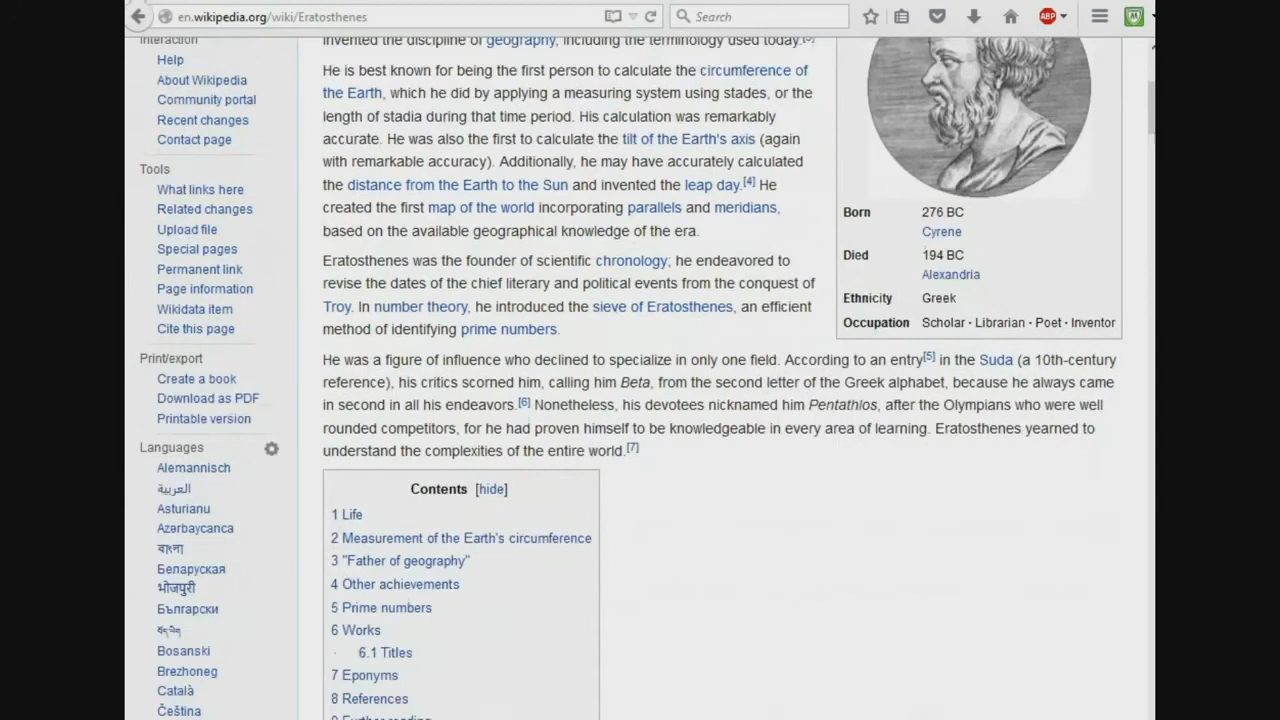 en.wikipedia.org/wiki/Eratosthenes
Search
ABP
Interaction
Help
About Wikipedia
Community portal
Recent changes
Contact page
Tools
What links here
Related changes
Upload file
Special pages
Permanent link
Page information
Wikidata item
Cite this page
Print/export
Create a book
Download as PDF
Printable version
Languages
Alemannisch
العربية
Asturianu
Azərbaycanca
বাংলা
Беларуская
भोजपुरी
Български
བོད་ཡིག
Bosanski
Brezhoneg
Català
Čeština
invented the discipline of geography, including the terminology used today.
He is best known for being the first person to calculate the circumference of
the Earth, which he did by applying a measuring system using stades, or the
length of stadia during that time period. His calculation was remarkably
accurate. He was also the first to calculate the tilt of the Earth's axis (again
with remarkable accuracy). Additionally, he may have accurately calculated
the distance from the Earth to the Sun and invented the leap day.[4] He
created the first map of the world incorporating parallels and meridians,
based on the available geographical knowledge of the era.
Eratosthenes was the founder of scientific chronology; he endeavored to
revise the dates of the chief literary and political events from the conquest of
Troy. In number theory, he introduced the sieve of Eratosthenes, an efficient
method of identifying prime numbers.
He was a figure of influence who declined to specialize in only one field. According to an entry[5] in the Suda (a 10th-century
reference), his critics scorned him, calling him Beta, from the second letter of the Greek alphabet, because he always came
in second in all his endeavors.[6] Nonetheless, his devotees nicknamed him Pentathlos, after the Olympians who were well
rounded competitors, for he had proven himself to be knowledgeable in every area of learning. Eratosthenes yearned to
understand the complexities of the entire world.[7]
Contents [hide]
1 Life
2 Measurement of the Earth's circumference
3 "Father of geography"
4 Other achievements
5 Prime numbers
6 Works
6.1 Titles
7 Eponyms
8 References
9 Further reading
Born 276 BC
Cyrene
Died 194 BC
Alexandria
Ethnicity Greek
Occupation Scholar · Librarian · Poet · Inventor